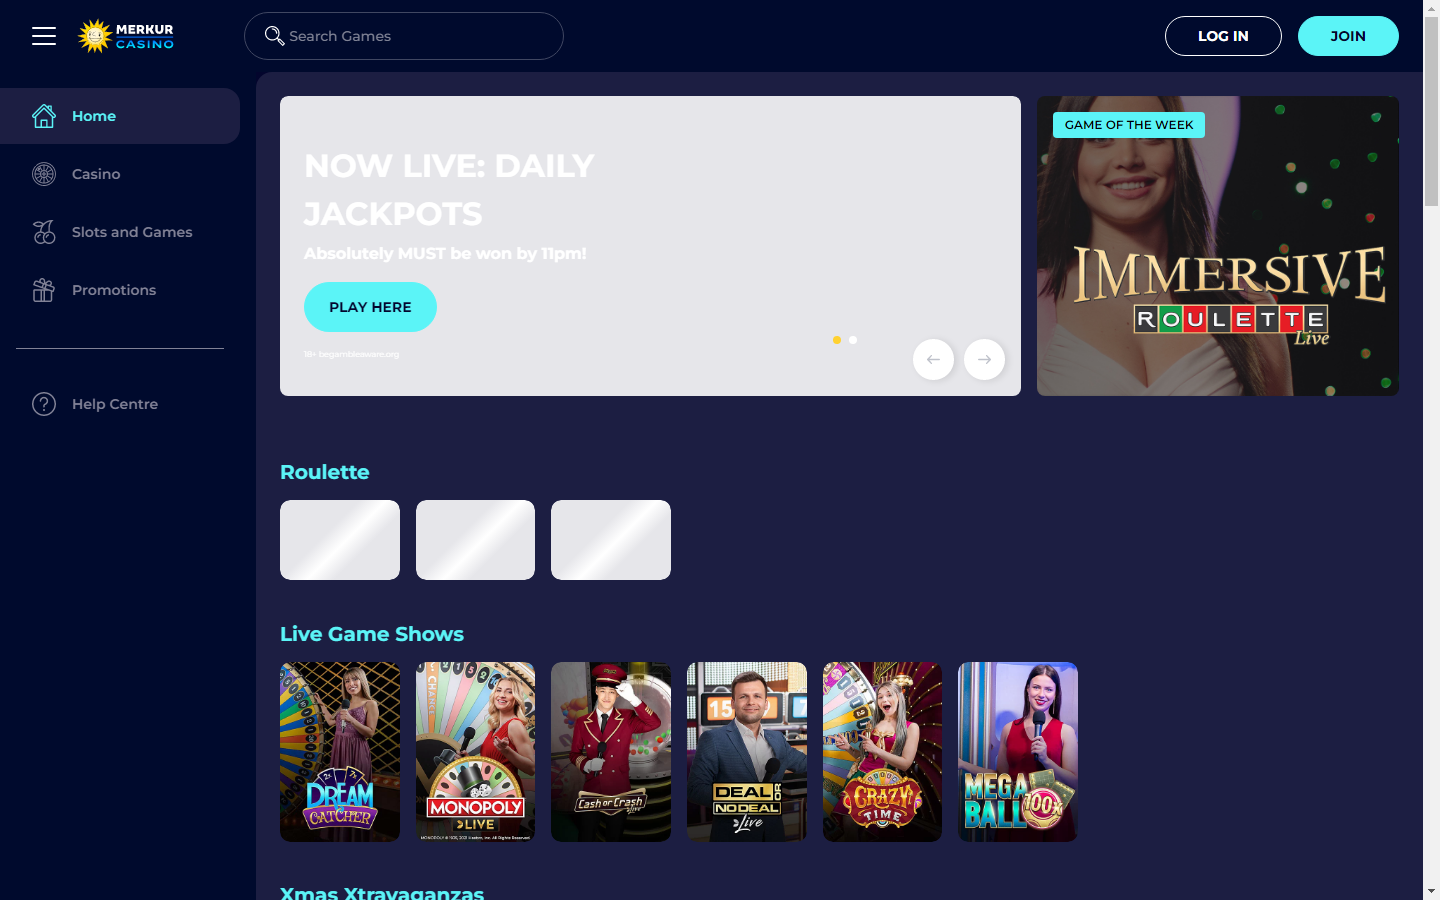 MERKUR
CASINO
Search Games
LOG IN
JOIN
Home
Casino
Slots and Games
Promotions
Help Centre
NOW LIVE: DAILY
JACKPOTS
Absolutely MUST be won by 11pm!
PLAY HERE
18+ begambleaware.org
GAME OF THE WEEK
IMMERSIVE
ROULETTE
Live
Roulette
Live Game Shows
DREAM
CATCHER
MONOPOLY
LIVE
Cash or Crash
DEAL OR
NO DEAL
Live
CRAZY
TIME
MEGA
BALL
100x
Xmas Xtravaganzas